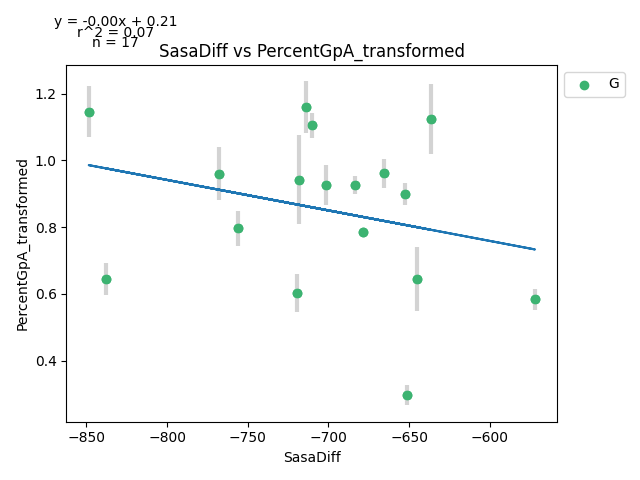 y = -0.00x + 0.21
r^2 = 0.07
n = 17
SasaDiff vs PercentGpA_transformed
G
PercentGpA_transformed
1.2
1.0
0.8
0.6
0.4
−850
−800
−750
−700
−650
−600
SasaDiff